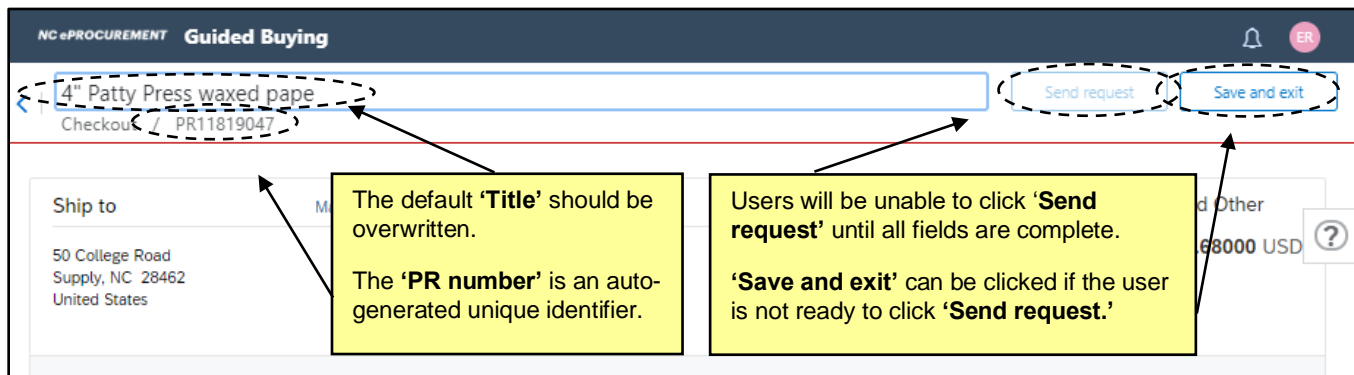 NC ePROCUREMENT Guided Buying
ER
4" Patty Press waxed pape
Send request
Save and exit
Checkout / PR11819047
Ship to
50 College Road
Supply, NC 28462
United States
The default ‘Title’ should be
overwritten.
The ‘PR number’ is an auto-
generated unique identifier.
Users will be unable to click ‘Send
request’ until all fields are complete.
‘Save and exit’ can be clicked if the user
is not ready to click ‘Send request.’
Other
.68000 USD
?